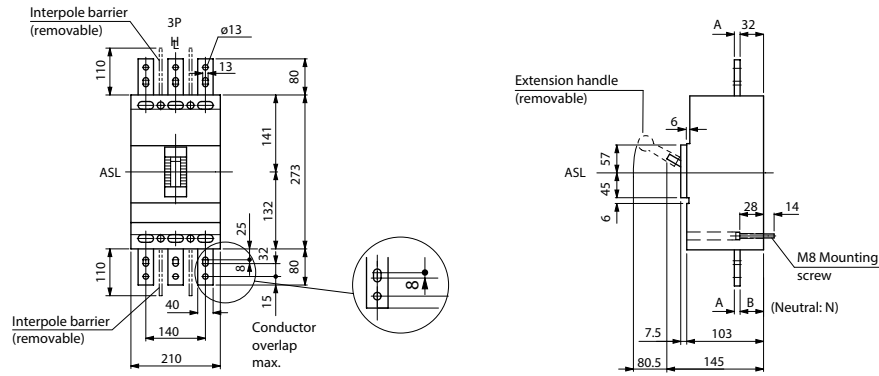 Interpole barrier
(removable)
3P
H
℄
ø13
13
110
80
141
273
ASL
132
25
32
8
80
15
110
40
Interpole barrier
(removable)
140
210
Conductor
overlap
max.
8
A
32
Extension handle
(removable)
6
57
ASL
45
6
28
14
M8 Mounting
screw
A
B
(Neutral: N)
7.5
103
80.5
145